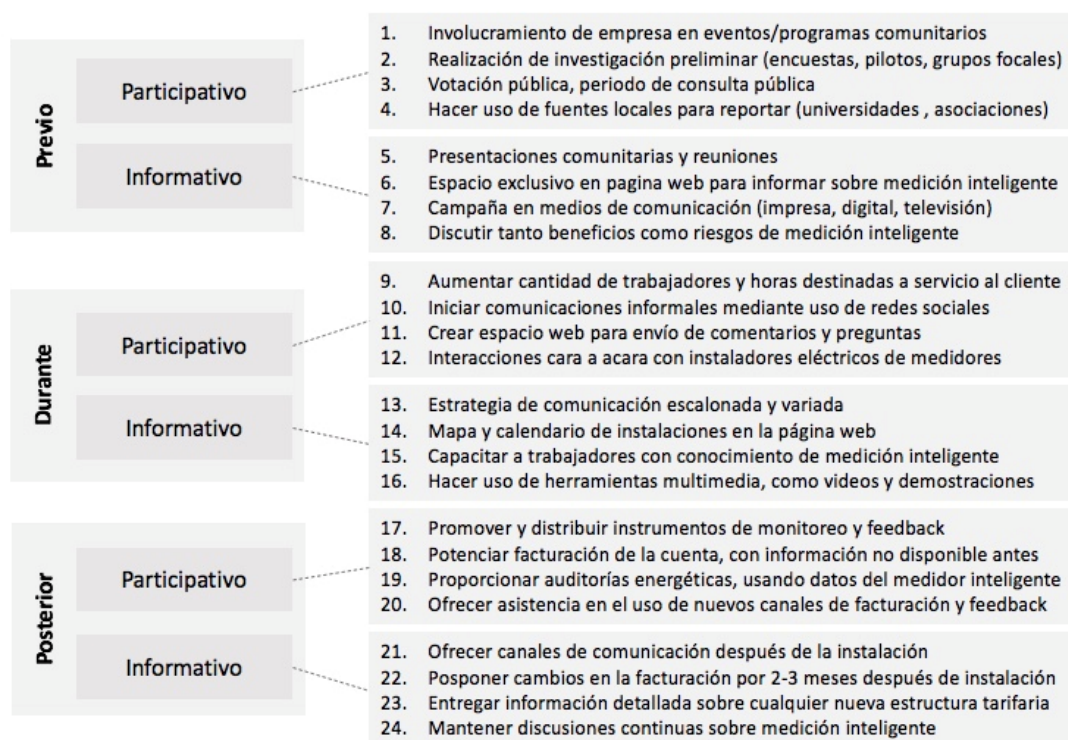 Previo
Participativo
1. Involucramiento de empresa en eventos/programas comunitarios
2. Realización de investigación preliminar (encuestas, pilotos, grupos focales)
3. Votación pública, periodo de consulta pública
4. Hacer uso de fuentes locales para reportar (universidades , asociaciones)
Informativo
5. Presentaciones comunitarias y reuniones
6. Espacio exclusivo en pagina web para informar sobre medición inteligente
7. Campaña en medios de comunicación (impresa, digital, televisión)
8. Discutir tanto beneficios como riesgos de medición inteligente
Durante
Participativo
9. Aumentar cantidad de trabajadores y horas destinadas a servicio al cliente
10. Iniciar comunicaciones informales mediante uso de redes sociales
11. Crear espacio web para envío de comentarios y preguntas
12. Interacciones cara a acara con instaladores eléctricos de medidores
Informativo
13. Estrategia de comunicación escalonada y variada
14. Mapa y calendario de instalaciones en la página web
15. Capacitar a trabajadores con conocimiento de medición inteligente
16. Hacer uso de herramientas multimedia, como videos y demostraciones
Posterior
Participativo
17. Promover y distribuir instrumentos de monitoreo y feedback
18. Potenciar facturación de la cuenta, con información no disponible antes
19. Proporcionar auditorías energéticas, usando datos del medidor inteligente
20. Ofrecer asistencia en el uso de nuevos canales de facturación y feedback
Informativo
21. Ofrecer canales de comunicación después de la instalación
22. Posponer cambios en la facturación por 2-3 meses después de instalación
23. Entregar información detallada sobre cualquier nueva estructura tarifaria
24. Mantener discusiones continuas sobre medición inteligente